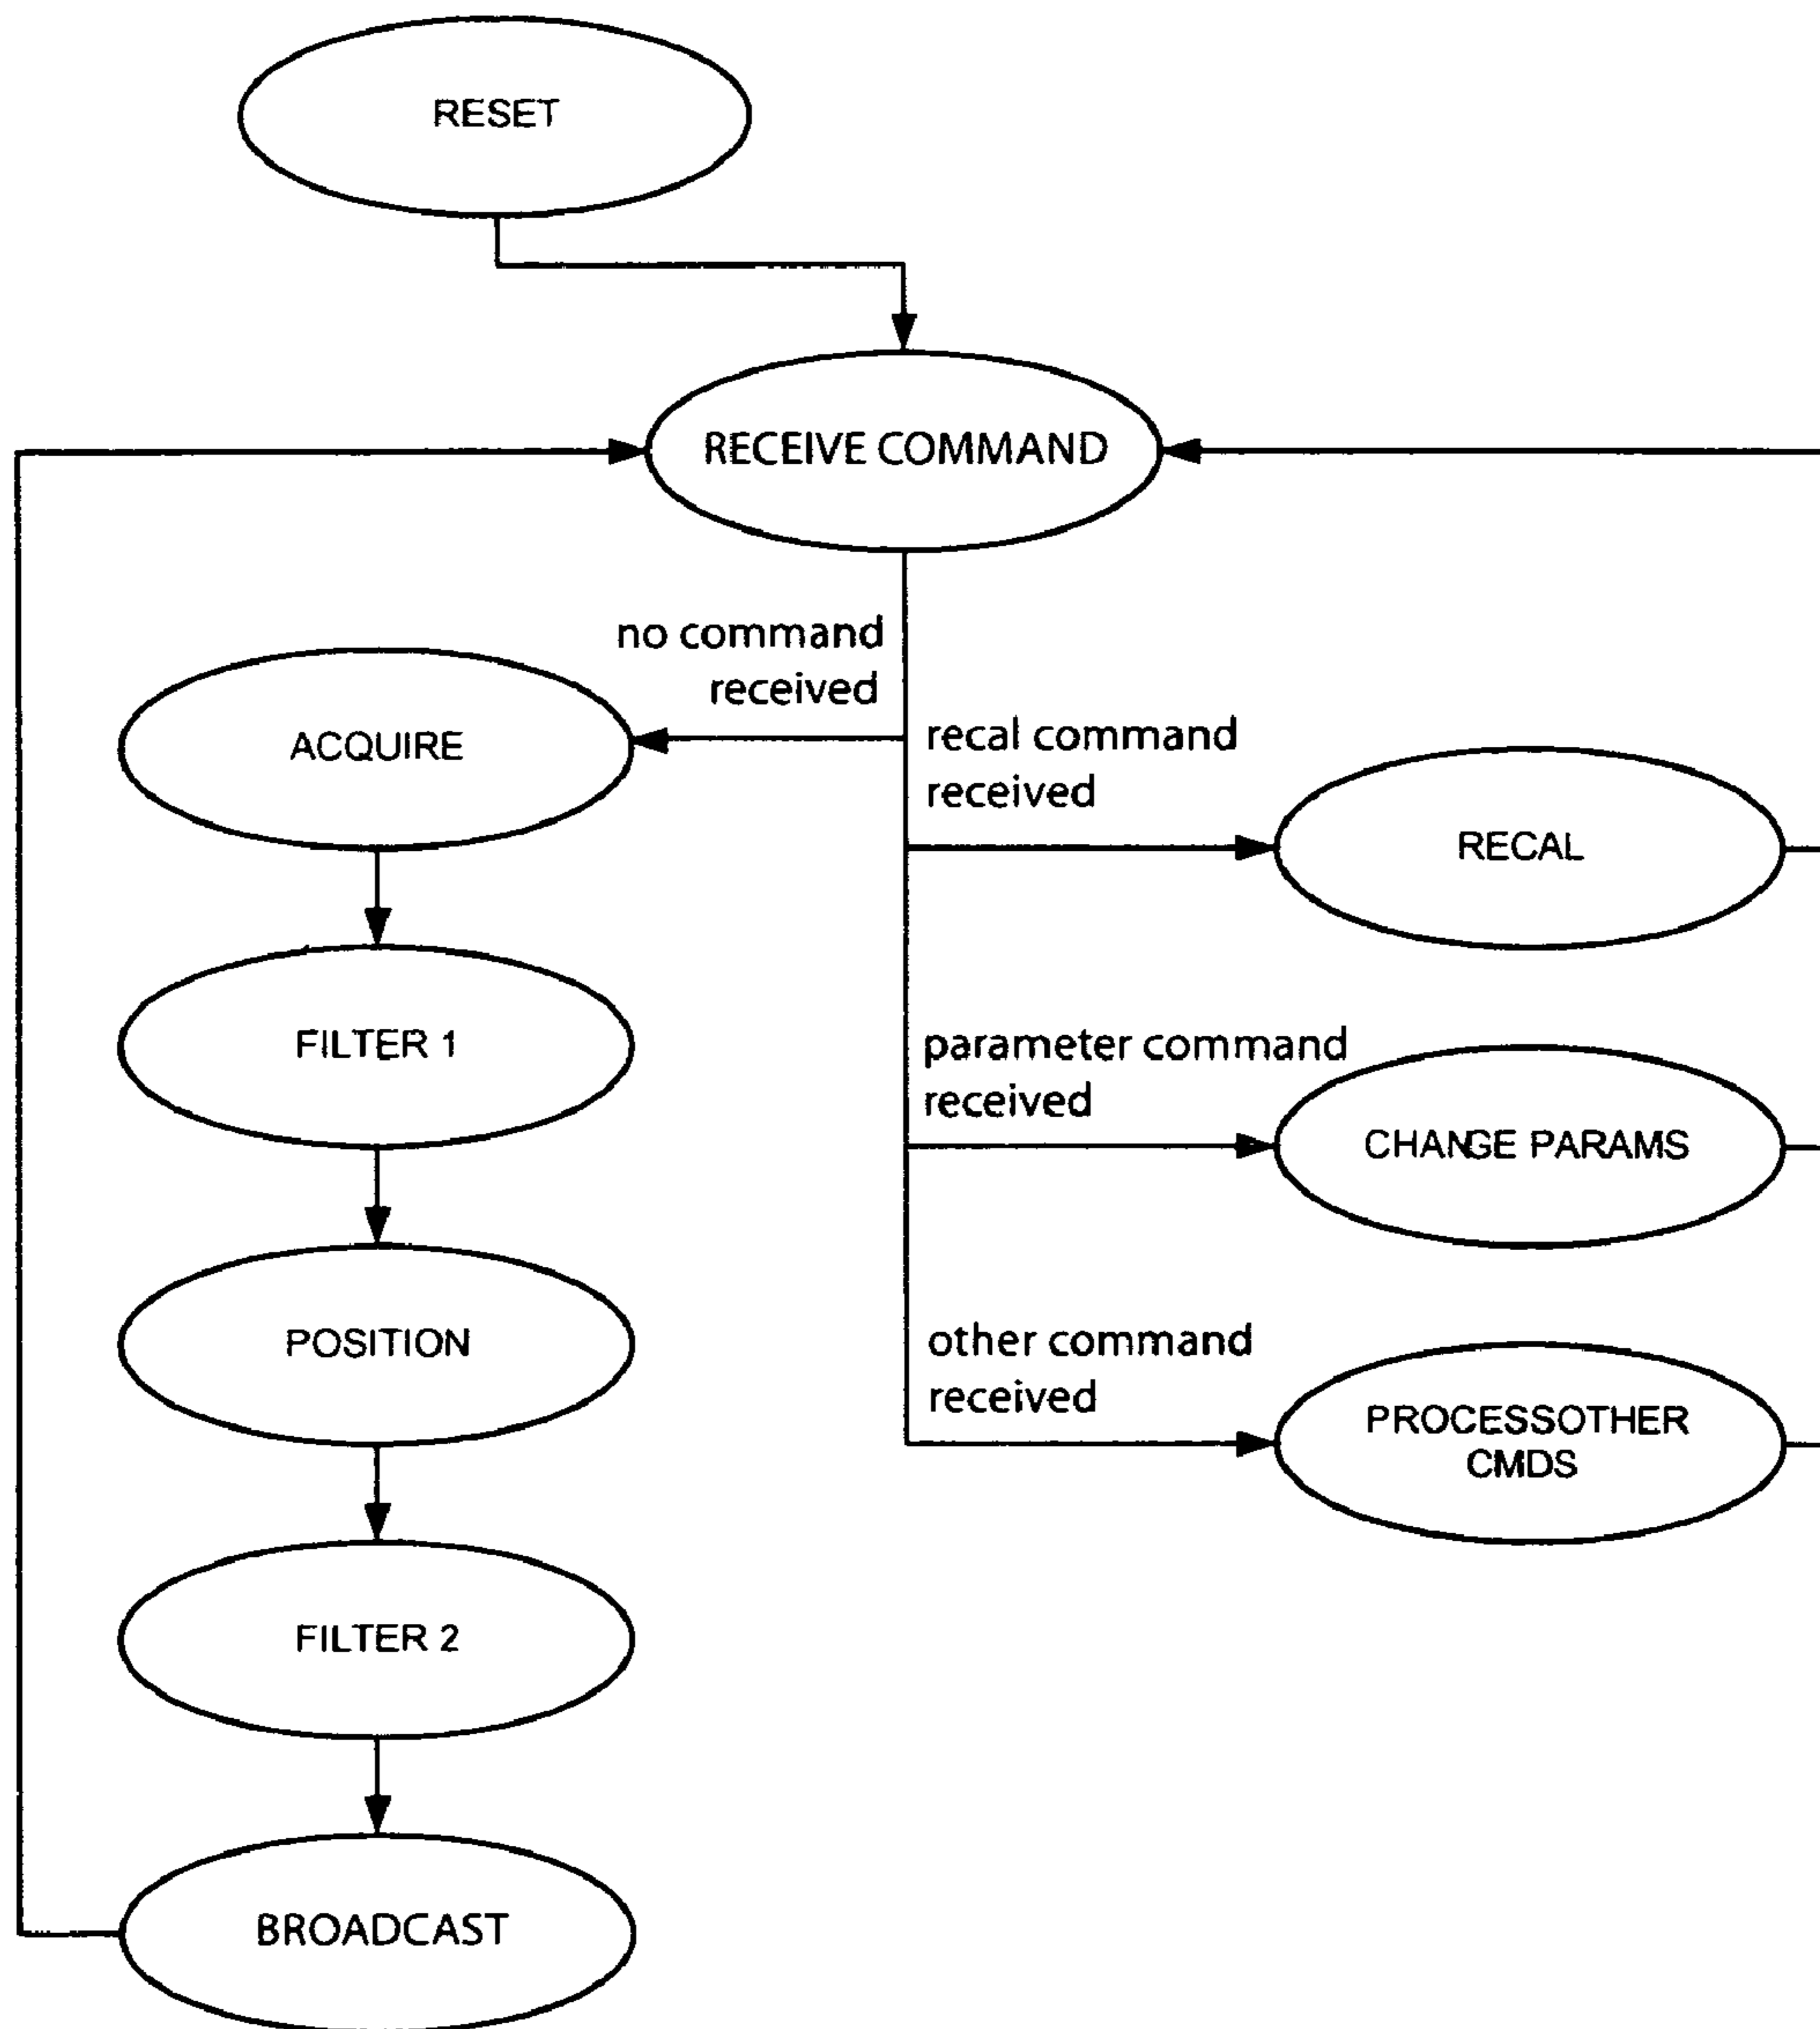 RESET
RECEIVE COMMAND
no command
received
ACQUIRE
recal command
received
RECAL
FILTER 1
parameter command
received
CHANGE PARAMS
POSITION
other command
received
PROCESSOTHER
CMDS
FILTER 2
BROADCAST